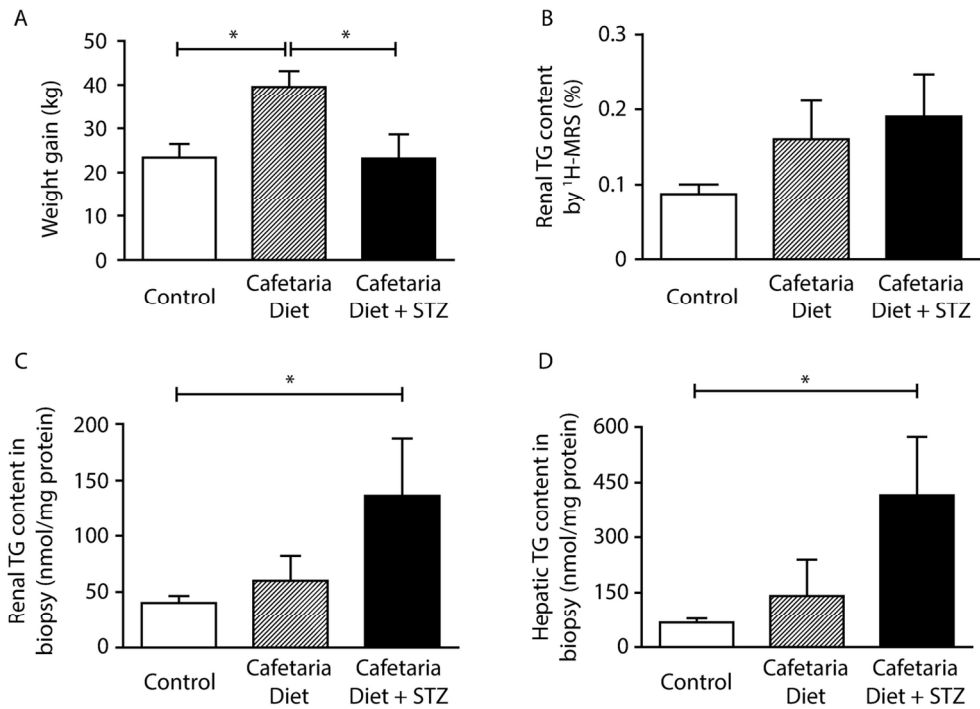 A
Weight gain (kg)
50
40
30
20
10
0
*
*
Control
Cafetaria
Diet
Cafetaria
Diet + STZ
B
Renal TG content
by ¹H-MRS (%)
0.3
0.2
0.1
0
Control
Cafetaria
Diet
Cafetaria
Diet + STZ
C
Renal TG content in
biopsy (nmol/mg protein)
200
150
100
50
0
*
Control
Cafetaria
Diet
Cafetaria
Diet + STZ
D
Hepatic TG content in
biopsy (nmol/mg protein)
600
450
300
150
0
*
Control
Cafetaria
Diet
Cafetaria
Diet + STZ